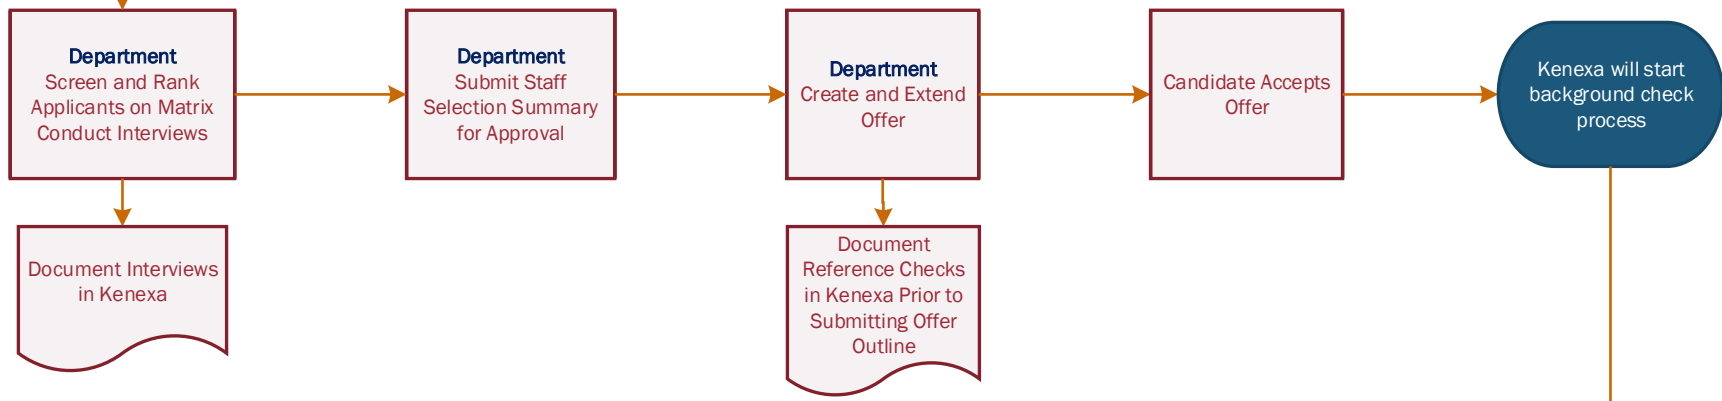 Department
Screen and Rank
Applicants on Matrix
Conduct Interviews
Department
Submit Staff
Selection Summary
for Approval
Department
Create and Extend
Offer
Candidate Accepts
Offer
Kenexa will start
background check
process
Document Interviews
in Kenexa
Document
Reference Checks
in Kenexa Prior to
Submitting Offer
Outline